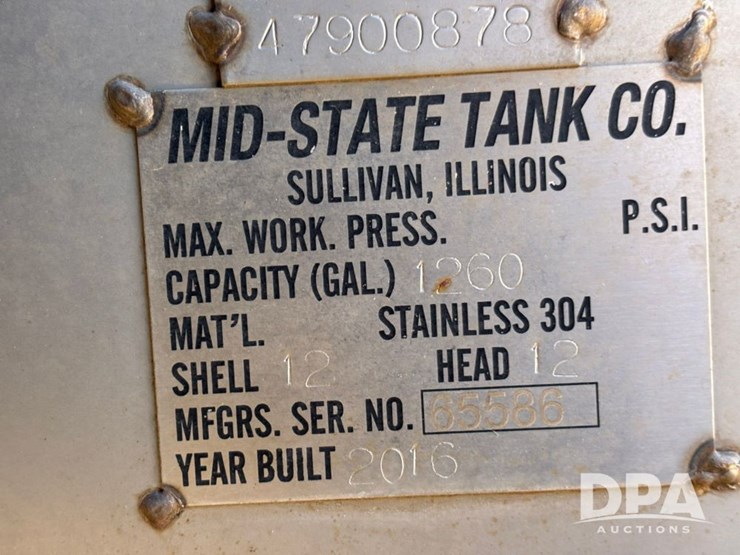 47900878
MID-STATE TANK CO.
SULLIVAN, ILLINOIS
MAX. WORK. PRESS. P.S.I.
CAPACITY (GAL.) 1260
MAT'L. STAINLESS 304
SHELL 12 HEAD 12
MFGRS. SER. NO. 65586
YEAR BUILT 2016
DPA
AUCTIONS